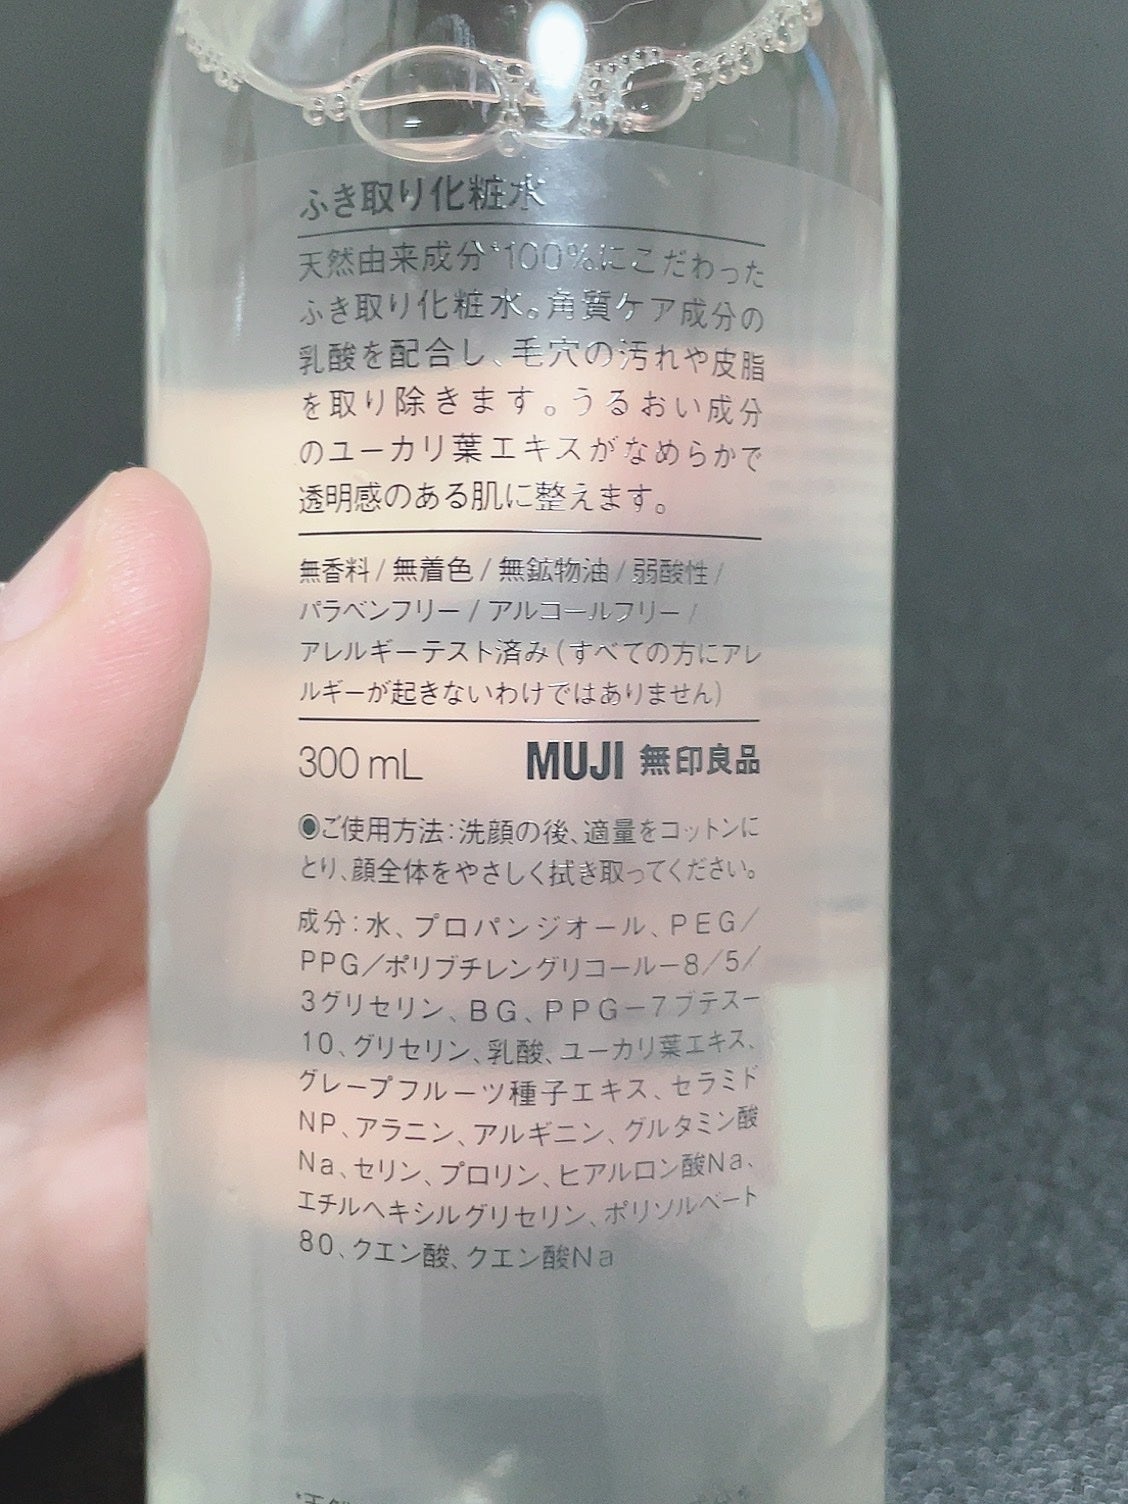 ふき取り化粧水
天然由来成分*100%にこだわった
ふき取り化粧水。角質ケア成分の
乳酸を配合し、毛穴の汚れや皮脂
を取り除きます。うるおい成分
のユーカリ葉エキスがなめらかで
透明感のある肌に整えます。
無香料/無着色/無鉱物油/弱酸性/
パラベンフリー/アルコールフリー/
アレルギーテスト済み(すべての方にアレ
ルギーが起きないわけではありません)
300mL MUJI 無印良品
◉ご使用方法:洗顔の後、適量をコットンに
とり、顔全体をやさしく拭き取ってください。
成分:水、プロパンジオール、PEG/
PPG/ポリブチレングリコール-8/5/
3グリセリン、BG、PPG-7ブテス-
10、グリセリン、乳酸、ユーカリ葉エキス、
グレープフルーツ種子エキス、セラミド
NP、アラニン、アルギニン、グルタミン酸
Na、セリン、プロリン、ヒアルロン酸Na、
エチルヘキシルグリセリン、ポリソルベート
80、クエン酸、クエン酸Na